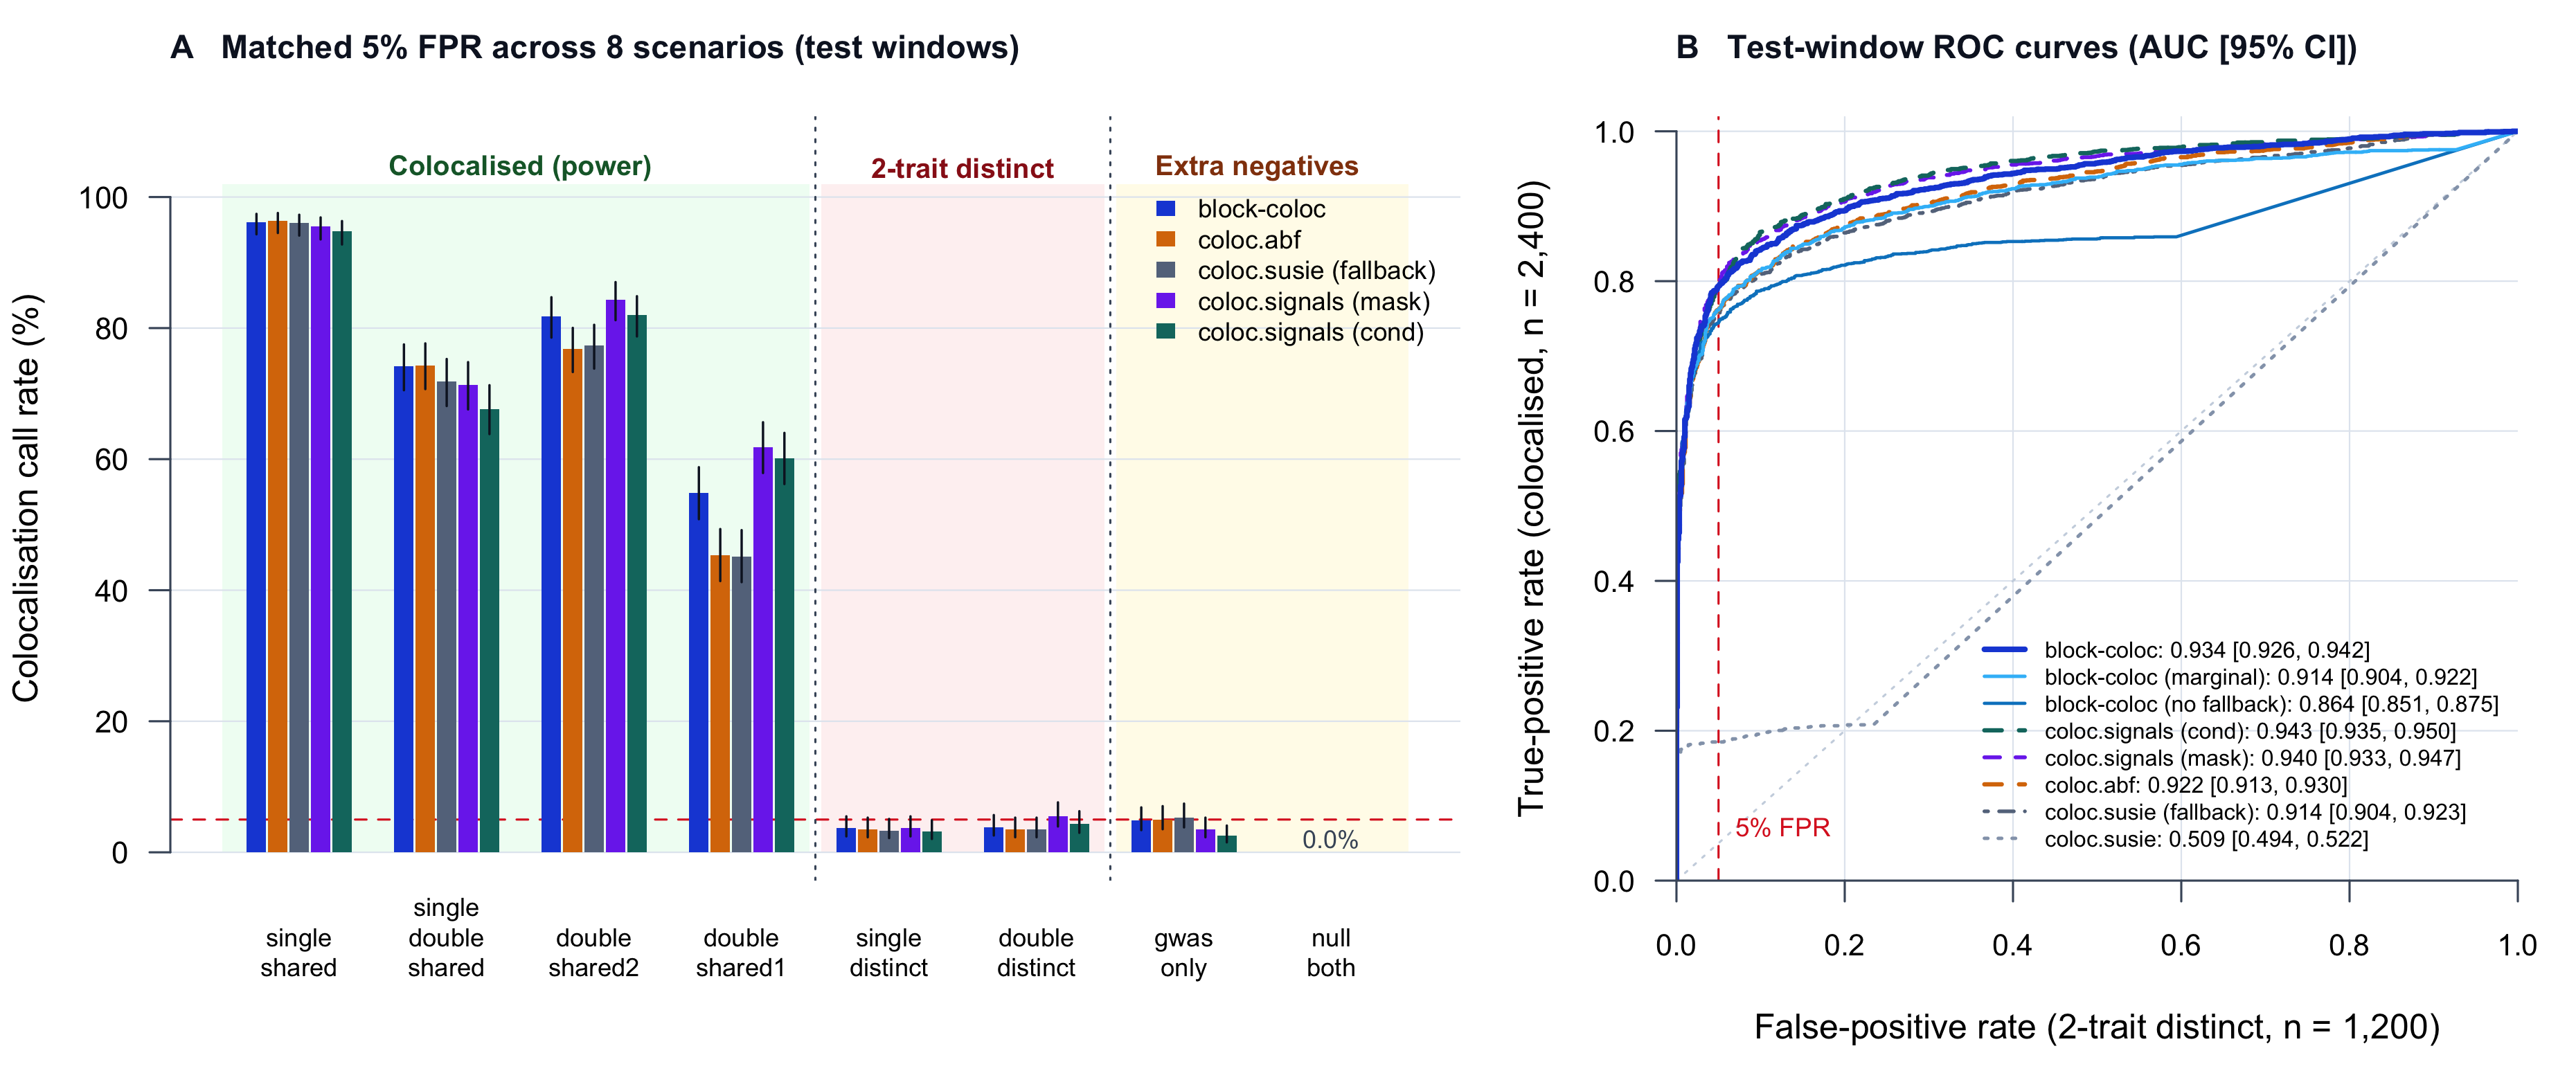 A Matched 5% FPR across 8 scenarios (test windows)
Colocalised (power)
2-trait distinct
Extra negatives
block-coloc
coloc.abf
coloc.susie (fallback)
coloc.signals (mask)
coloc.signals (cond)
Colocalisation call rate (%)
100
80
60
40
20
0
0.0%
single
shared
single
double
shared
double
shared2
double
shared1
single
distinct
double
distinct
gwas
only
null
both
B Test-window ROC curves (AUC [95% CI])
True-positive rate (colocalised, n = 2,400)
1.0
0.8
0.6
0.4
0.2
0.0
5% FPR
block-coloc: 0.934 [0.926, 0.942]
block-coloc (marginal): 0.914 [0.904, 0.922]
block-coloc (no fallback): 0.864 [0.851, 0.875]
coloc.signals (cond): 0.943 [0.935, 0.950]
coloc.signals (mask): 0.940 [0.933, 0.947]
coloc.abf: 0.922 [0.913, 0.930]
coloc.susie (fallback): 0.914 [0.904, 0.923]
coloc.susie: 0.509 [0.494, 0.522]
0.0 0.2 0.4 0.6 0.8 1.0
False-positive rate (2-trait distinct, n = 1,200)